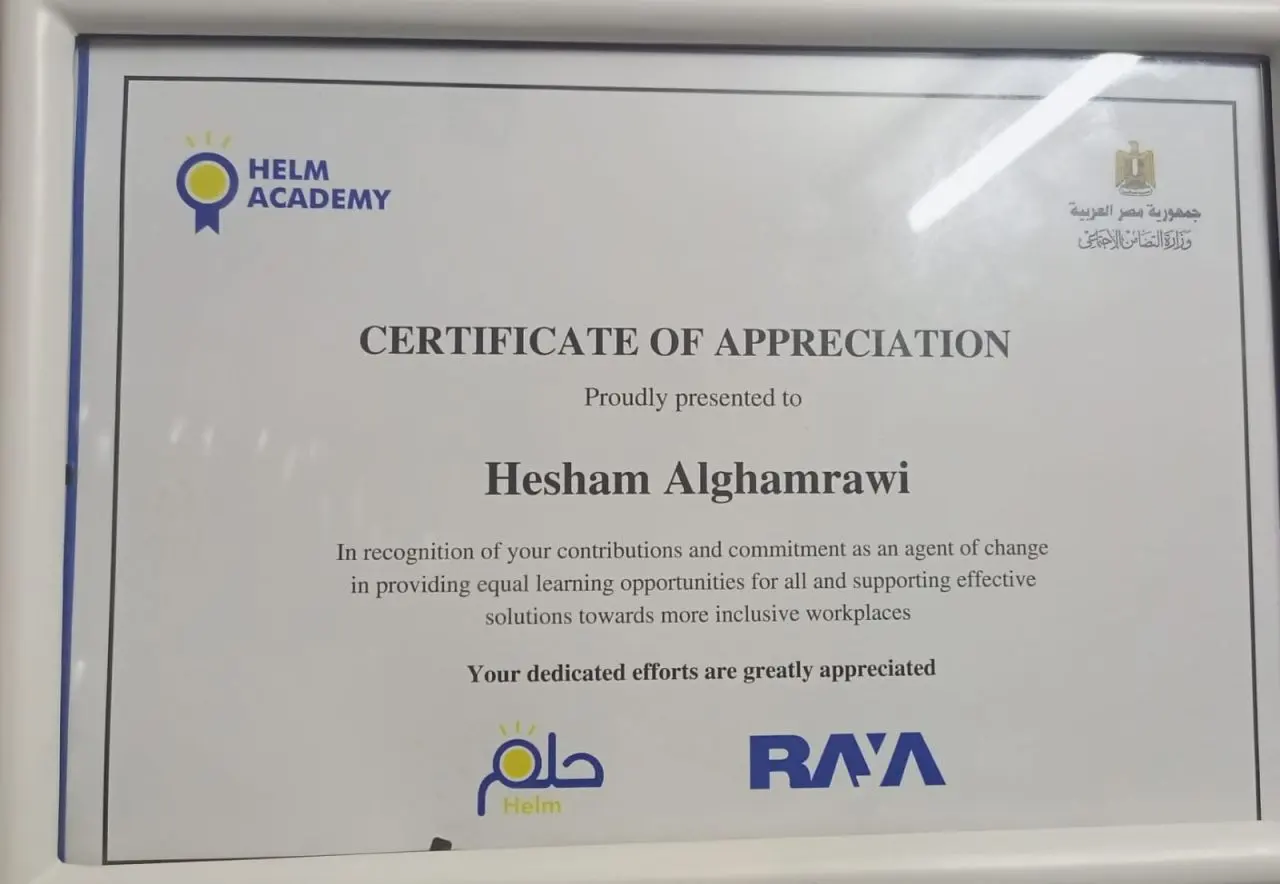 HELM
ACADEMY
جمهورية مصر العربية
وزارة التضامن الاجتماعي
CERTIFICATE OF APPRECIATION
Proudly presented to
Hesham Alghamrawi
In recognition of your contributions and commitment as an agent of change
in providing equal learning opportunities for all and supporting effective
solutions towards more inclusive workplaces
Your dedicated efforts are greatly appreciated
حلم
Helm
RAYA